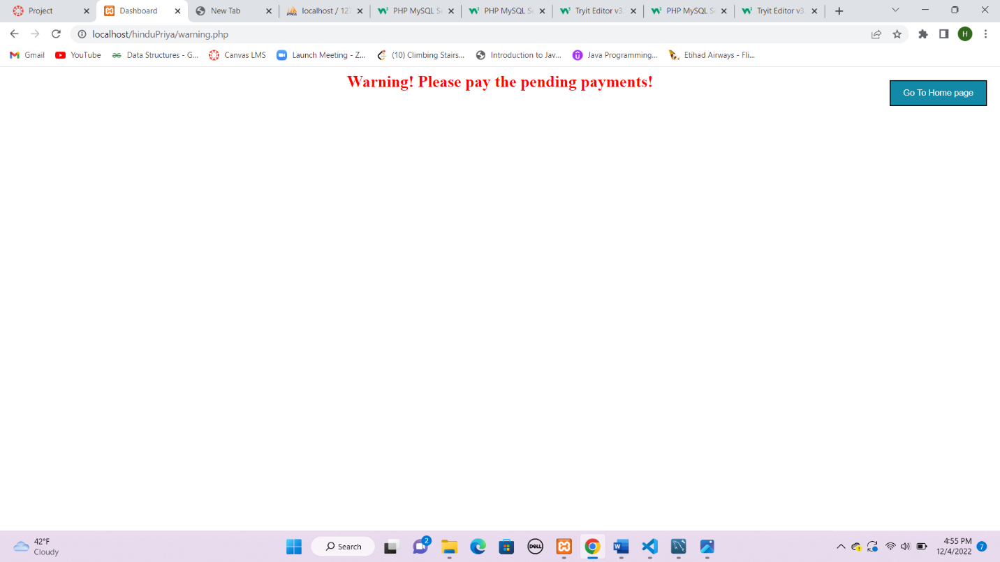 Project
Dashboard
New Tab
localhost / 127
PHP MySQL Se
PHP MySQL Se
Tryit Editor v3.
PHP MySQL Se
Tryit Editor v3.
localhost/hinduPriya/warning.php
H
Gmail
YouTube
Data Structures - G...
Canvas LMS
Launch Meeting - Z...
(10) Climbing Stairs...
Introduction to Jav...
Java Programming...
Etihad Airways - Fli...
Warning! Please pay the pending payments!
Go To Home page
42°F
Cloudy
Search
2
DELL
4:55 PM
12/4/2022
7